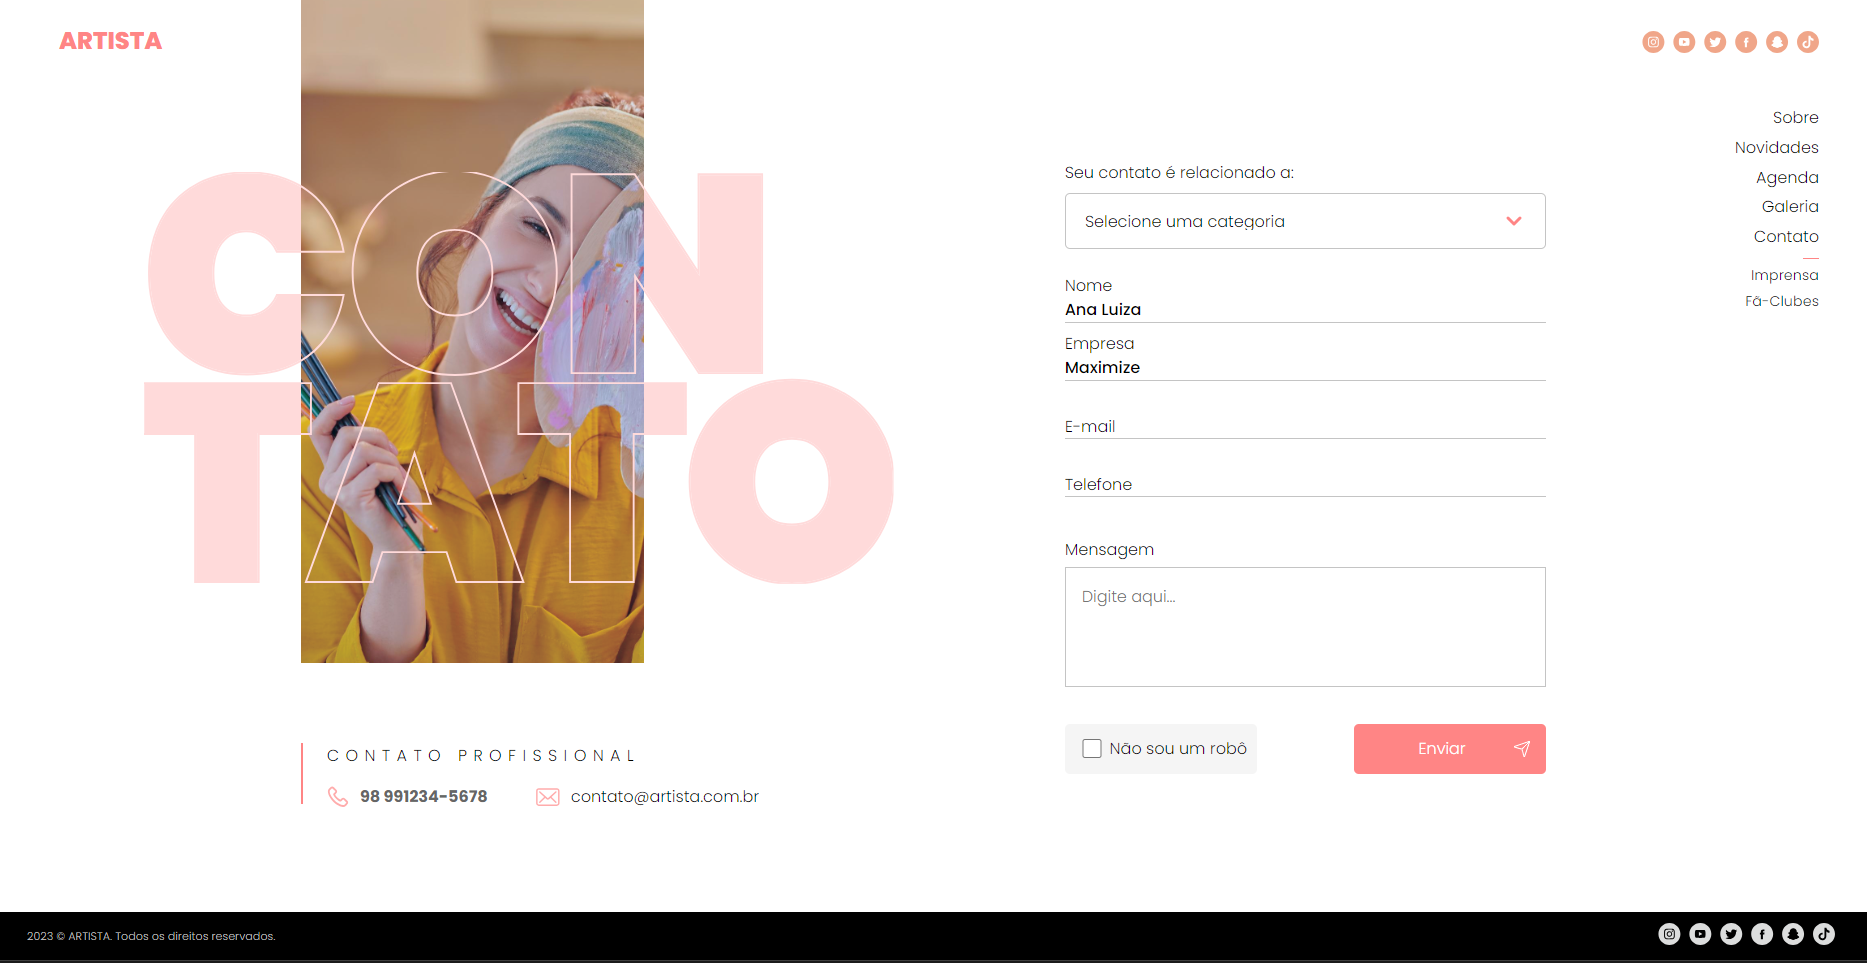 ARTISTA
Sobre
Novidades
Agenda
Galeria
Contato
Imprensa
Fã-Clubes
CON
TATO
Seu contato é relacionado a:
Selecione uma categoria
Nome
Ana Luiza
Empresa
Maximize
E-mail
Telefone
Mensagem
Digite aqui...
Não sou um robô
Enviar
CONTATO PROFISSIONAL
98 991234-5678
contato@artista.com.br
2023 © ARTISTA. Todos os direitos reservados.